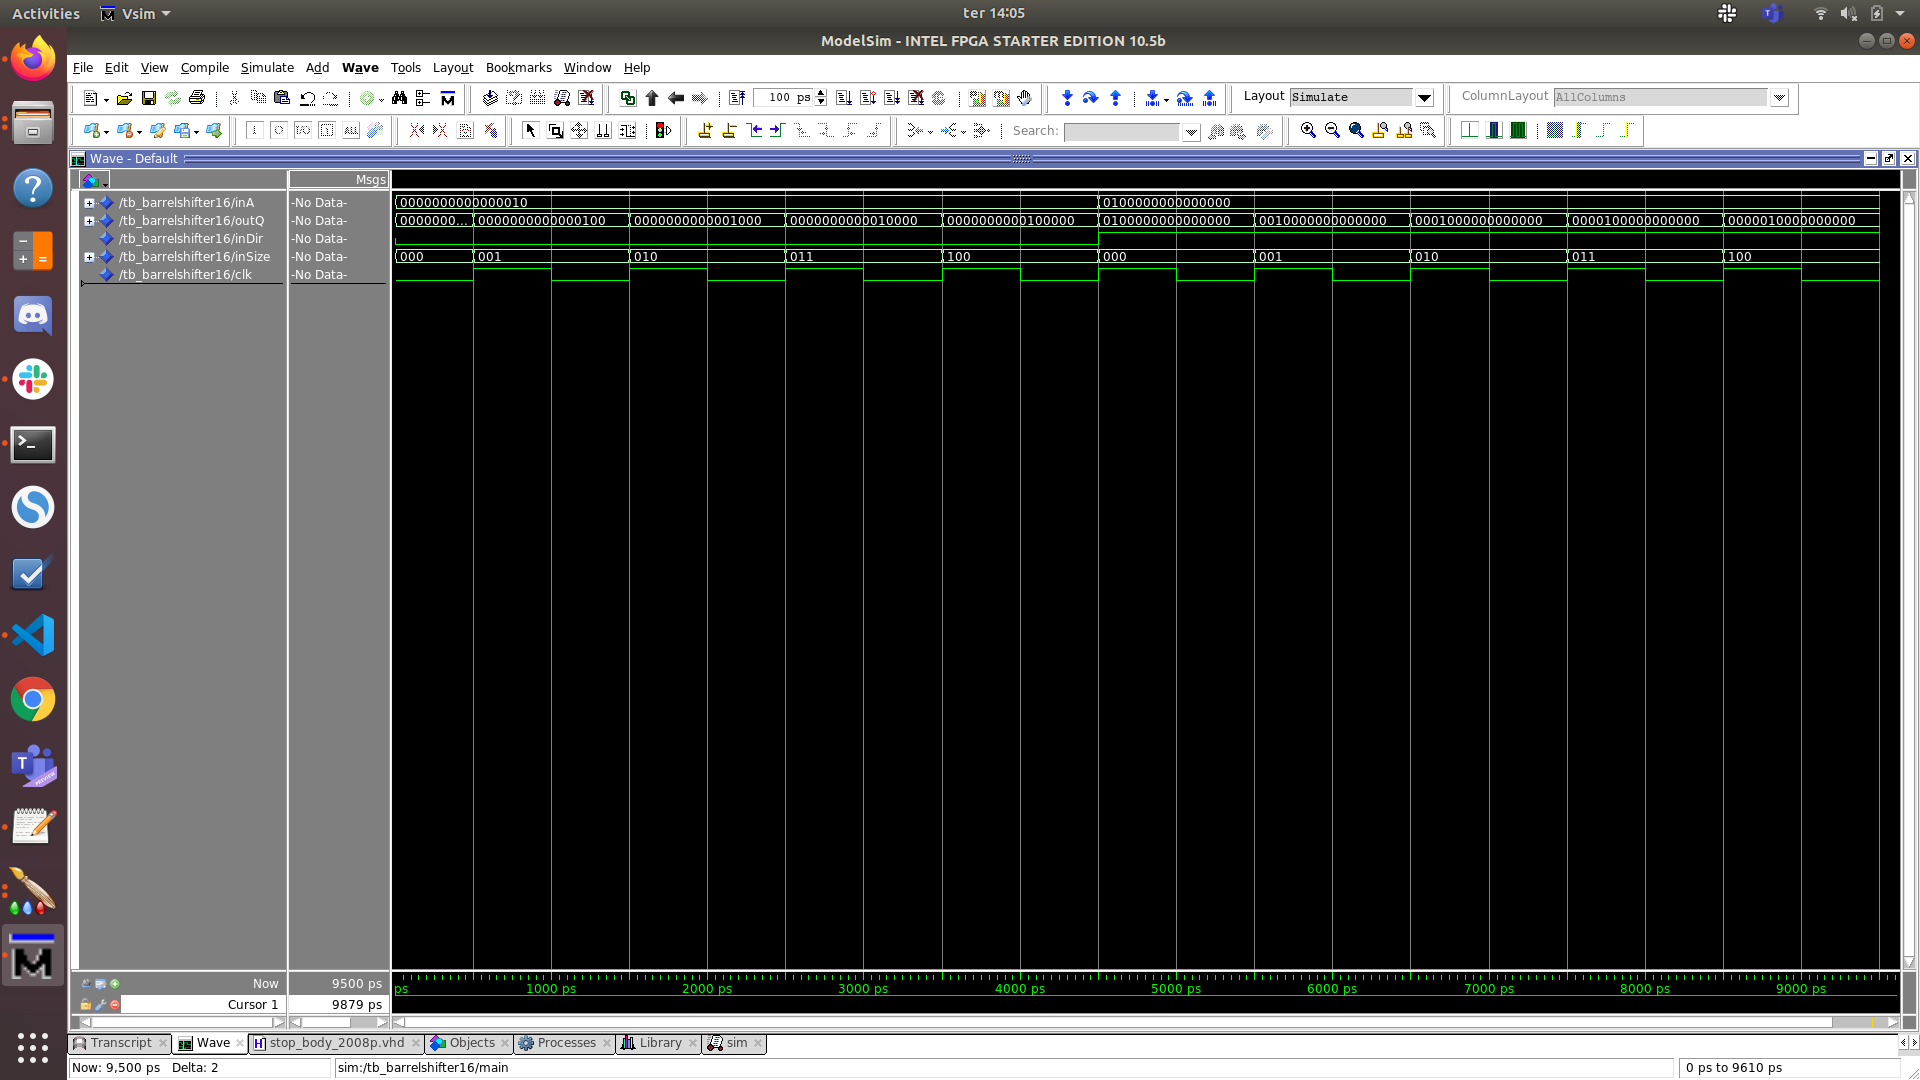 Activities Vsim ter 14:05
ModelSim - INTEL FPGA STARTER EDITION 10.5b
File Edit View Compile Simulate Add Wave Tools Layout Bookmarks Window Help
100 ps Layout Simulate ColumnLayout AllColumns
Search:
Wave - Default
Msgs
/tb_barrelshifter16/inA -No Data- 0000000000000010 0100000000000000
/tb_barrelshifter16/outQ -No Data- 0000000... 0000000000000100 0000000000001000 0000000000010000 0000000000100000 0100000000000000 0010000000000000 0001000000000000 0000100000000000 0000010000000000
/tb_barrelshifter16/inDir -No Data-
/tb_barrelshifter16/inSize -No Data- 000 001 010 011 100 000 001 010 011 100
/tb_barrelshifter16/clk -No Data-
Now 9500 ps ps 1000 ps 2000 ps 3000 ps 4000 ps 5000 ps 6000 ps 7000 ps 8000 ps 9000 ps
Cursor 1 9879 ps
Transcript Wave stop_body_2008p.vhd Objects Processes Library sim
Now: 9,500 ps Delta: 2 sim:/tb_barrelshifter16/main 0 ps to 9610 ps